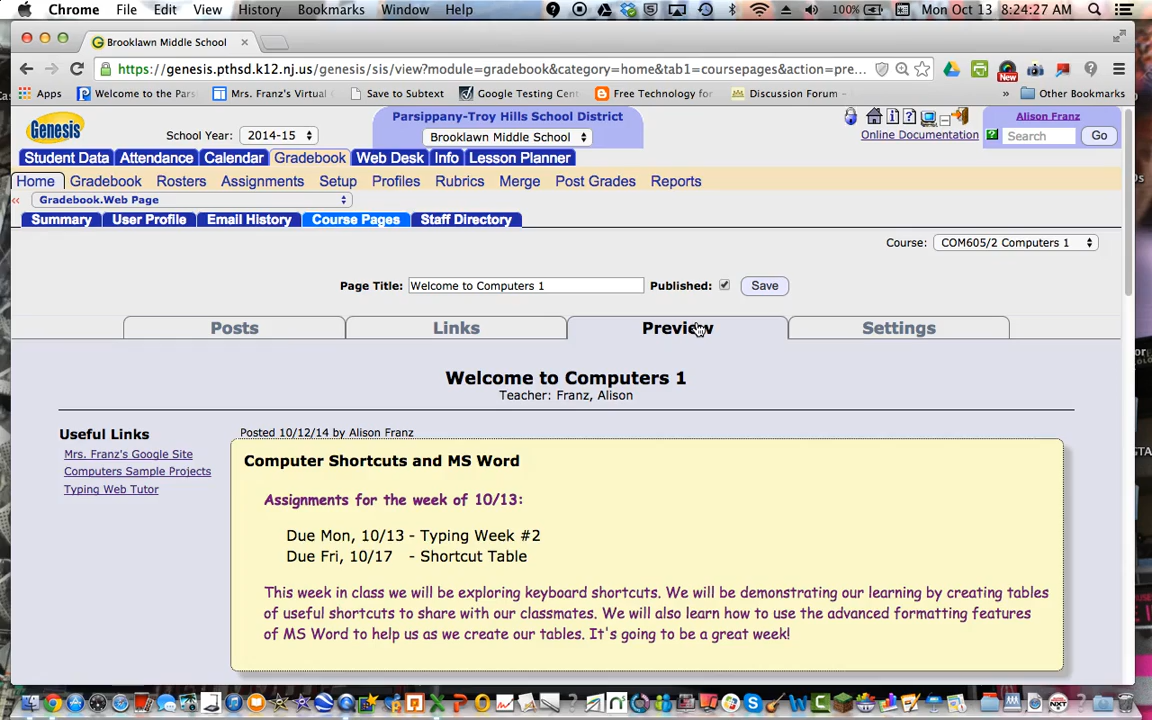 Chrome File Edit View History Bookmarks Window Help 100% Mon Oct 13 8:24:27 AM
Brooklawn Middle School
https://genesis.pthsd.k12.nj.us/genesis/sis/view?module=gradebook&category=home&tab1=coursepages&action=pre...
Apps Welcome to the Pars Mrs. Franz's Virtual Save to Subtext Google Testing Cent Free Technology for Discussion Forum - » Other Bookmarks
New
Parsippany-Troy Hills School District
Alison Franz
Genesis School Year: 2014-15 Brooklawn Middle School Online Documentation Search Go
Student Data Attendance Calendar Gradebook Web Desk Info Lesson Planner
Home Gradebook Rosters Assignments Setup Profiles Rubrics Merge Post Grades Reports
« Gradebook.Web Page
Summary User Profile Email History Course Pages Staff Directory
Course: COM605/2 Computers 1
Page Title: Welcome to Computers 1 Published: Save
Posts Links Preview Settings
Welcome to Computers 1
Teacher: Franz, Alison
Useful Links
Mrs. Franz's Google Site
Computers Sample Projects
Typing Web Tutor
Posted 10/12/14 by Alison Franz
Computer Shortcuts and MS Word
Assignments for the week of 10/13:
Due Mon, 10/13 - Typing Week #2
Due Fri, 10/17 - Shortcut Table
This week in class we will be exploring keyboard shortcuts. We will be demonstrating our learning by creating tables
of useful shortcuts to share with our classmates. We will also learn how to use the advanced formatting features
of MS Word to help us as we create our tables. It's going to be a great week!